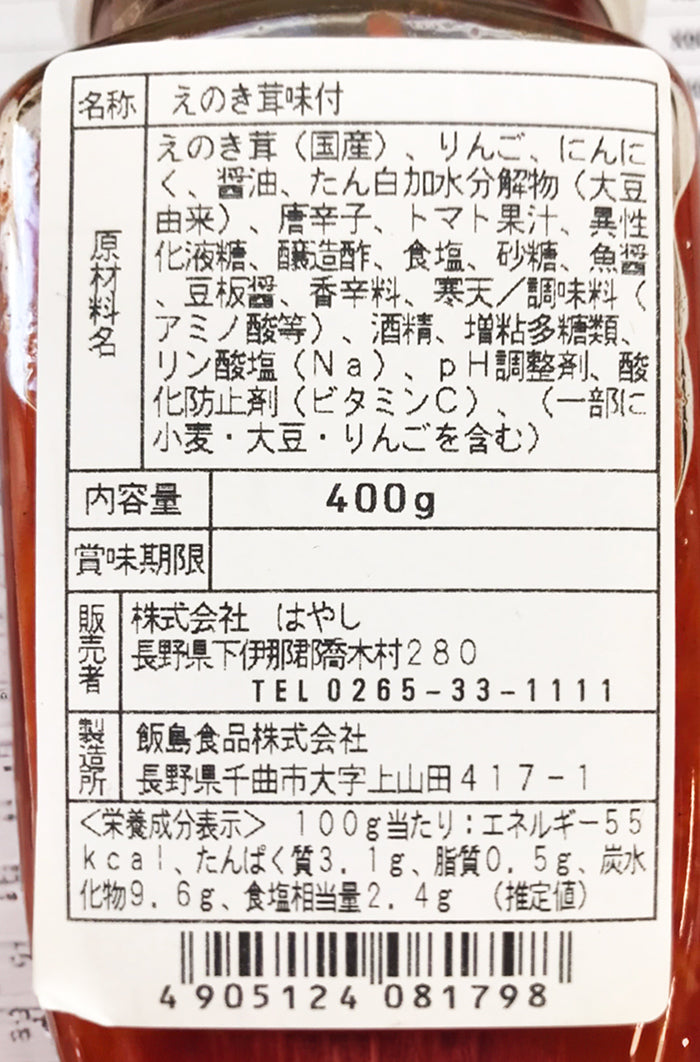 名称 えのき茸味付
原材料名
えのき茸（国産）、りんご、にんに
く、醤油、たん白加水分解物（大豆
由来）、唐辛子、トマト果汁、異性
化液糖、醸造酢、食塩、砂糖、魚醤
、豆板醤、香辛料、寒天／調味料（
アミノ酸等）、酒精、増粘多糖類、
リン酸塩（Ｎａ）、ｐＨ調整剤、酸
化防止剤（ビタミンＣ）、（一部に
小麦・大豆・りんごを含む）
内容量 400g
賞味期限
販売者
株式会社 はやし
長野県下伊那郡喬木村２８０
TEL 0265-33-1111
製造所
飯島食品株式会社
長野県千曲市大字上山田４１７－１
＜栄養成分表示＞ １００ｇ当たり：エネルギー５５
ｋｃａｌ、たんぱく質３．１ｇ、脂質０．５ｇ、炭水
化物９．６ｇ、食塩相当量２．４ｇ （推定値）
4 905124 081798